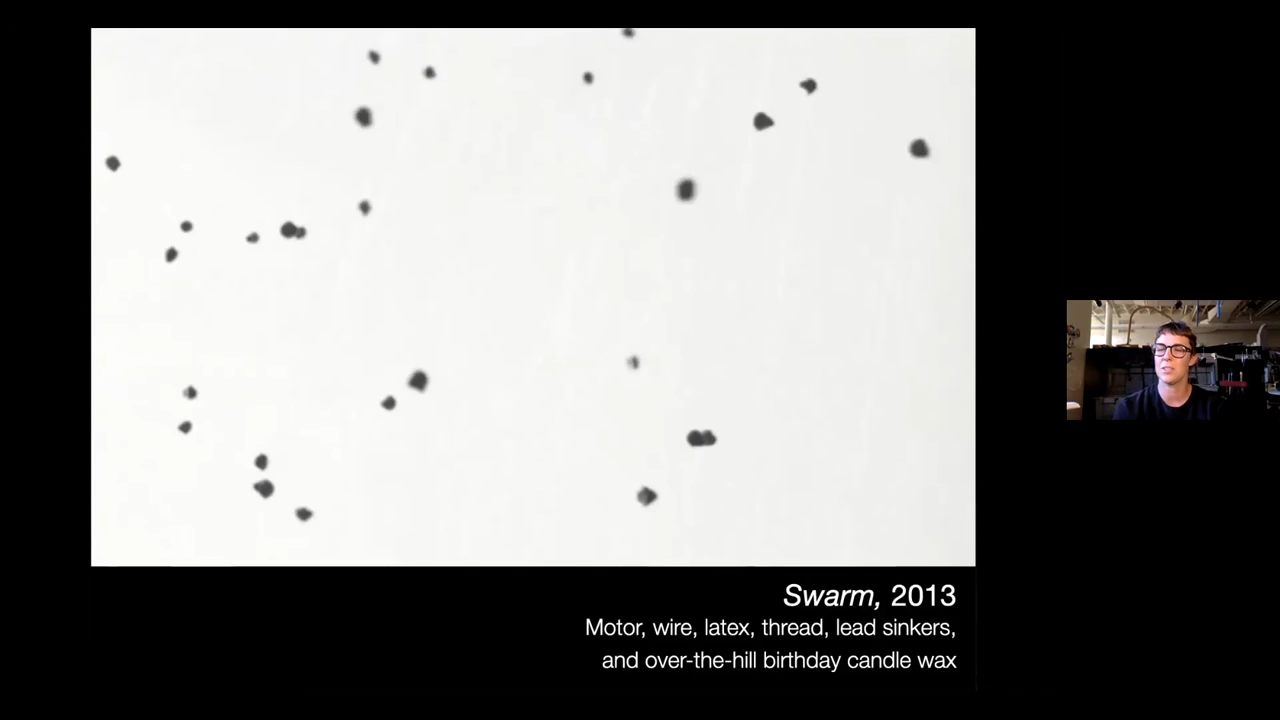 Swarm, 2013
Motor, wire, latex, thread, lead sinkers,
and over-the-hill birthday candle wax